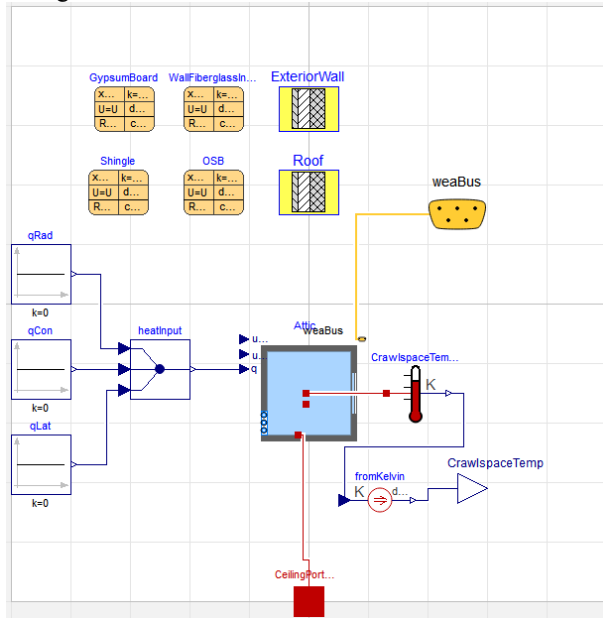 GypsumBoard
WallFiberglassIn...
ExteriorWall
x... k=...
U=U d...
R... c...
x... k=...
U=U d...
R... c...
Shingle
OSB
Roof
x... k=...
U=U d...
R... c...
x... k=...
U=U d...
R... c...
weaBus
qRad
k=0
qCon
heatInput
k=0
qLat
k=0
u...
u...
q
Attic
weaBus
CrawlspaceTem...
K
fromKelvin
K
d...
CrawlspaceTemp
CeilingPort...